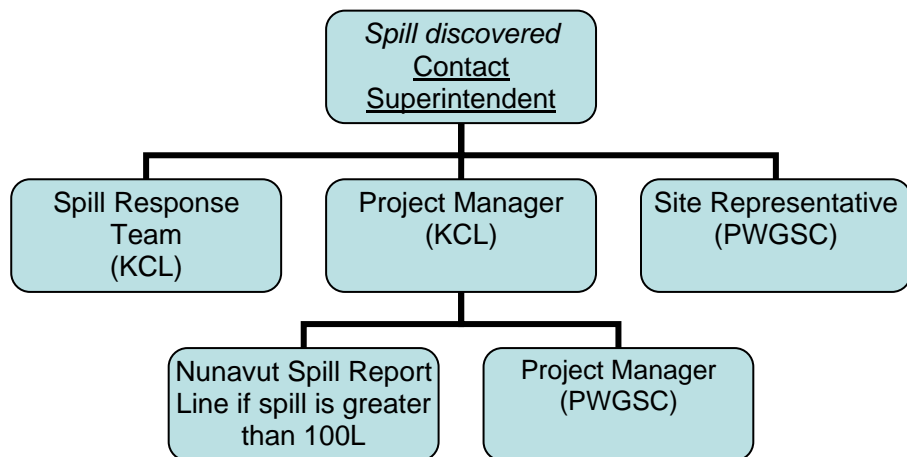 Spill discovered
Contact
Superintendent
Spill Response
Team
(KCL)
Project Manager
(KCL)
Site Representative
(PWGSC)
Nunavut Spill Report
Line if spill is greater
than 100L
Project Manager
(PWGSC)